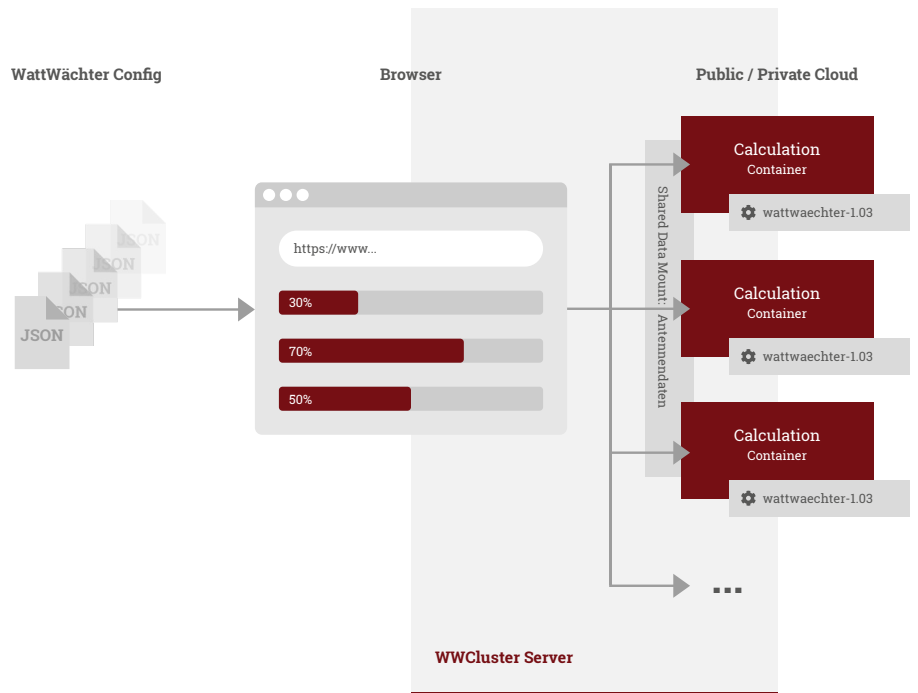 WattWächter Config
Browser
Public / Private Cloud
JSON
JSON
JSON
JSON
JSON
https://www...
30%
70%
50%
Shared Data Mount: Antennendaten
Calculation
Container
wattwaechter-1.03
Calculation
Container
wattwaechter-1.03
Calculation
Container
wattwaechter-1.03
...
WWCluster Server